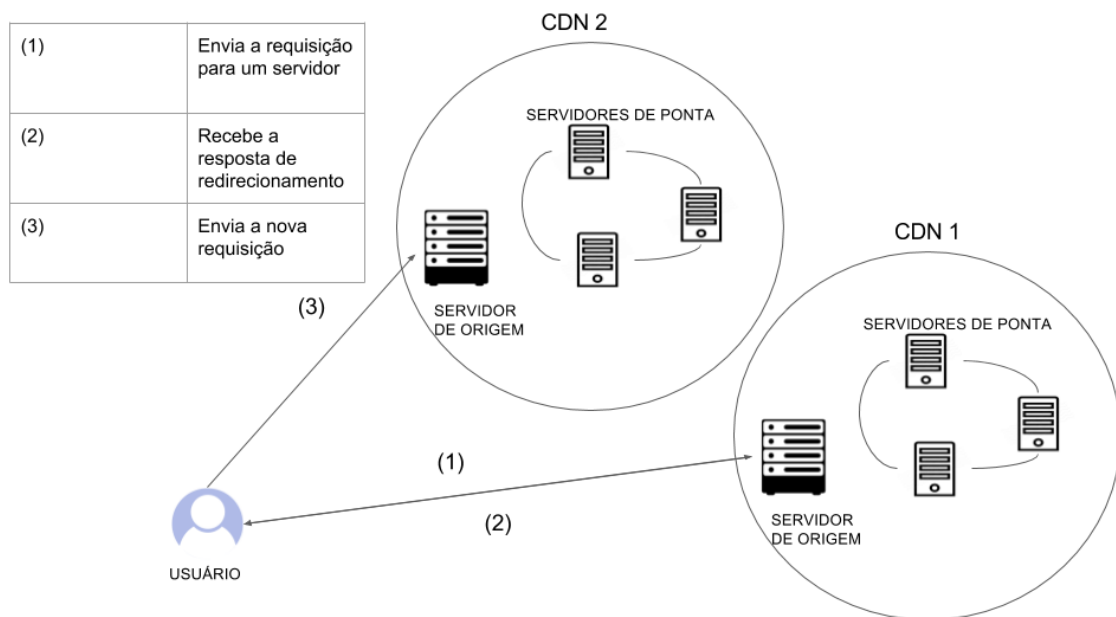 (1)
Envia a requisição
para um servidor
(2)
Recebe a
resposta de
redirecionamento
(3)
Envia a nova
requisição
CDN 2
SERVIDORES DE PONTA
SERVIDOR
DE ORIGEM
CDN 1
SERVIDORES DE PONTA
SERVIDOR
DE ORIGEM
(3)
(1)
(2)
USUÁRIO